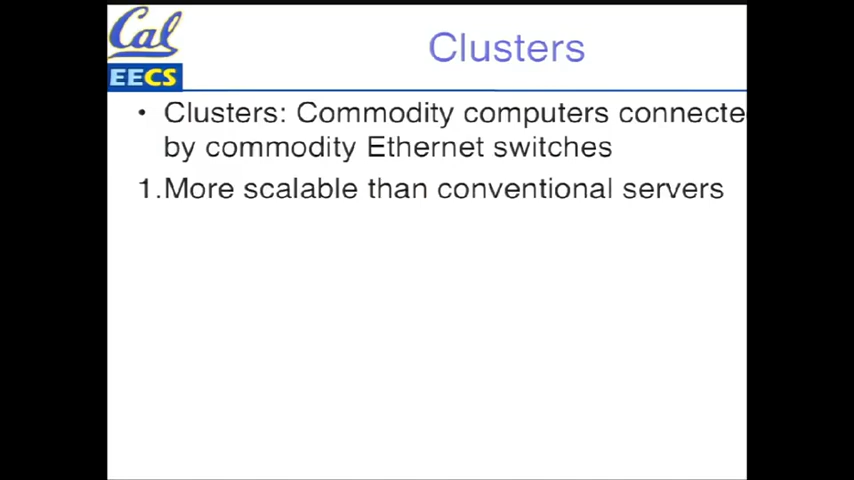 Cal
EECS
Clusters
• Clusters: Commodity computers connecte
by commodity Ethernet switches
1.More scalable than conventional servers